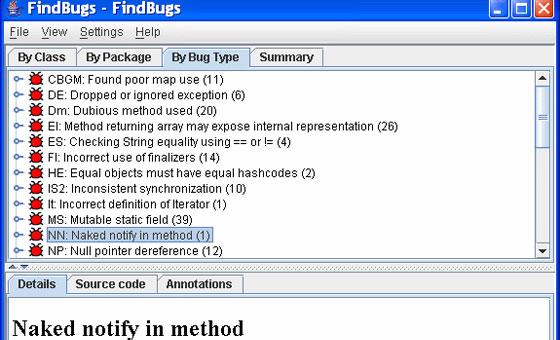 FindBugs - FindBugs
File View Settings Help
By Class By Package By Bug Type Summary
CBGM: Found poor map use (11)
DE: Dropped or ignored exception (6)
Dm: Dubious method used (20)
EI: Method returning array may expose internal representation (26)
ES: Checking String equality using == or != (4)
FI: Incorrect use of finalizers (14)
HE: Equal objects must have equal hashcodes (2)
IS2: Inconsistent synchronization (10)
It: Incorrect definition of Iterator (1)
MS: Mutable static field (39)
NN: Naked notify in method (1)
NP: Null pointer dereference (12)
Details Source code Annotations
Naked notify in method